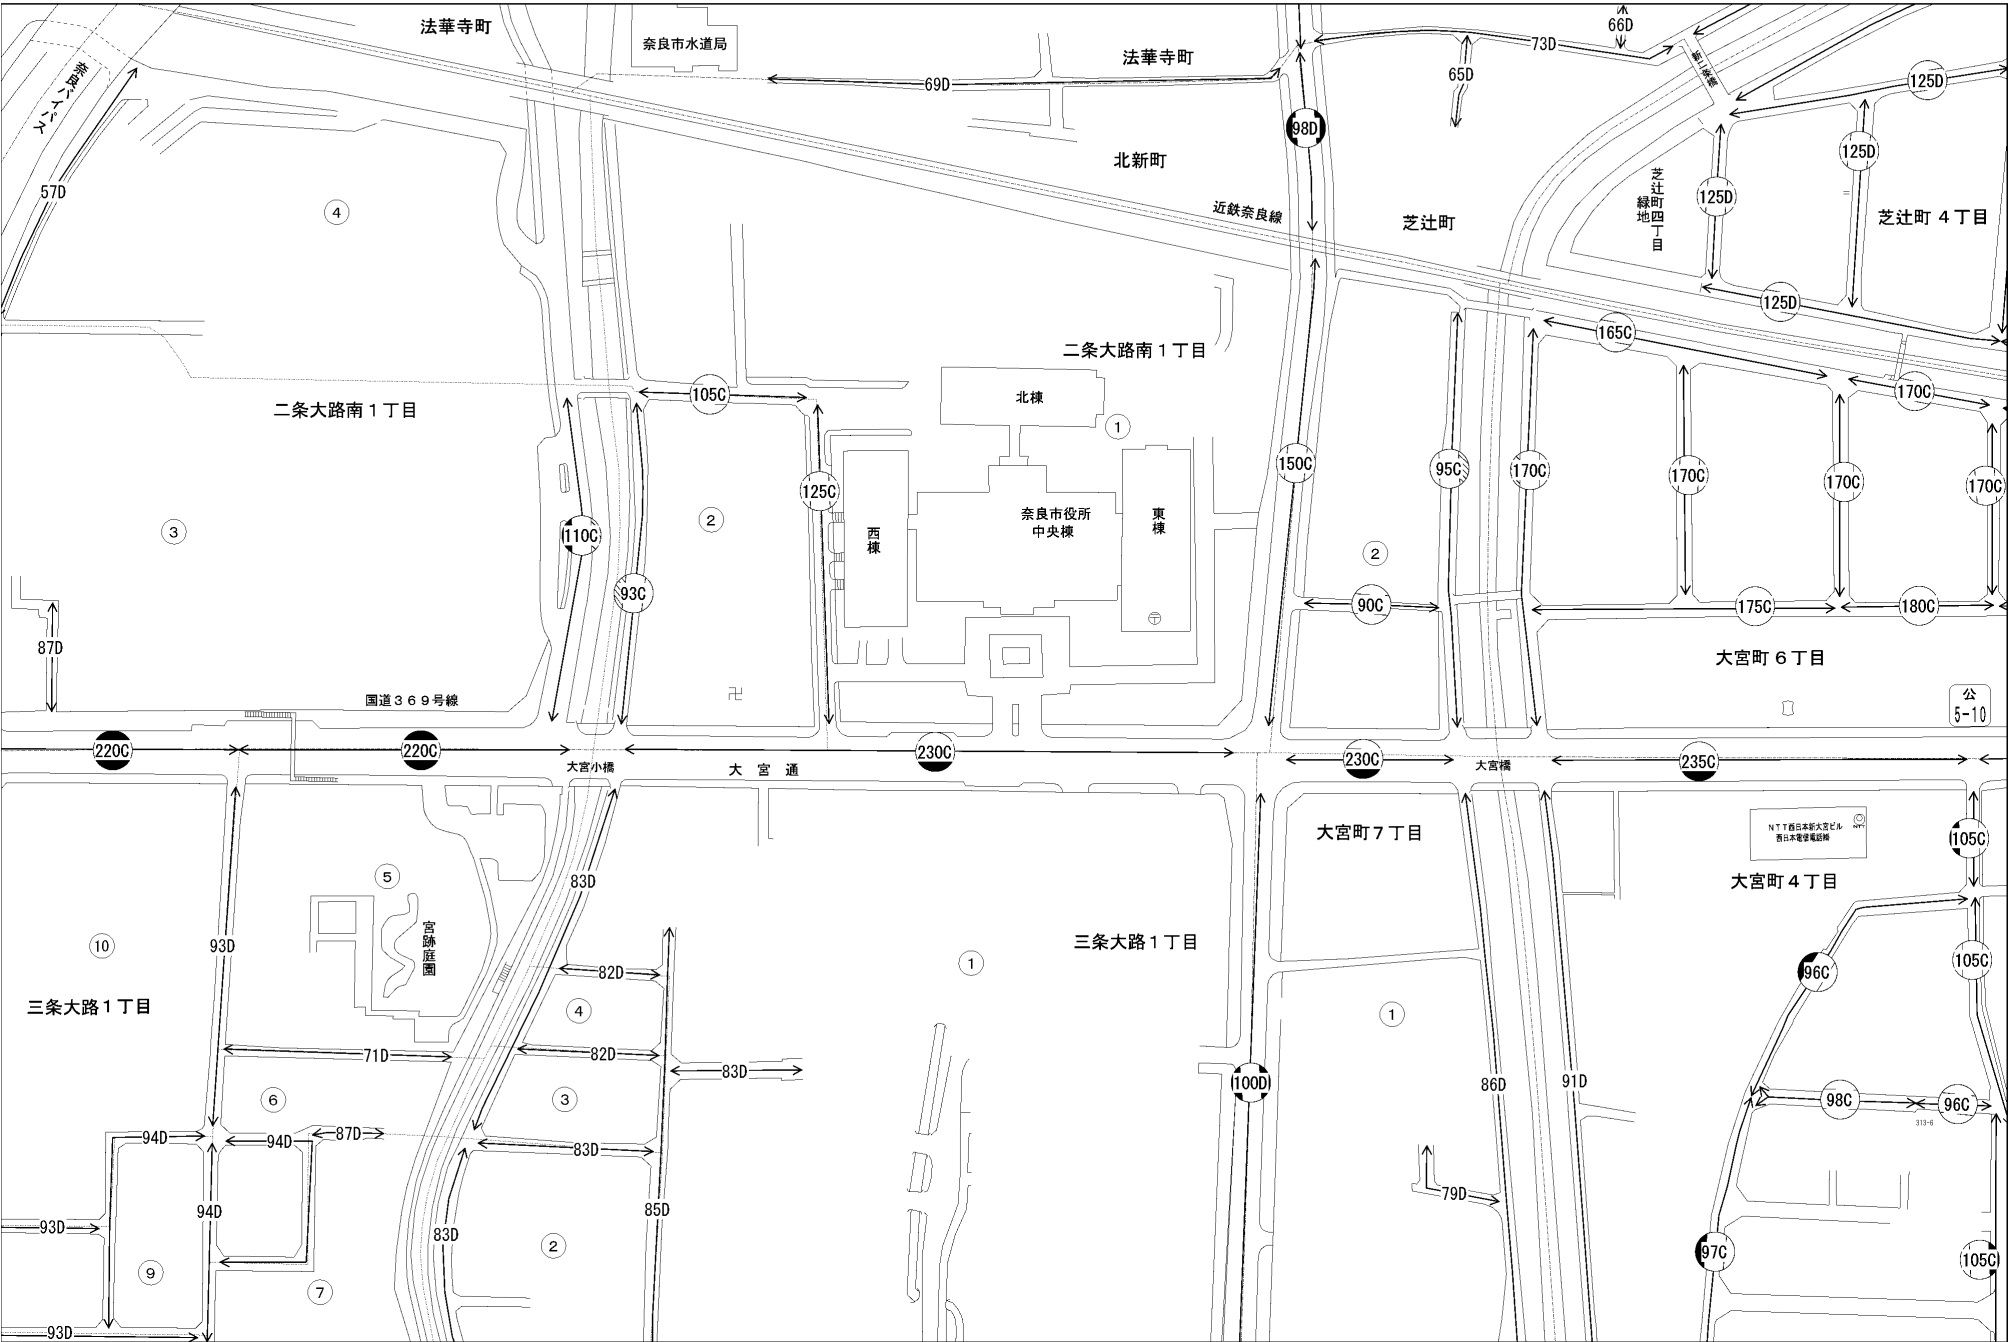 法華寺町
奈良市水道局
法華寺町
66D
73D
65D
奈良バイパス
69D
125D
98D
57D
北新町
125D
④
近鉄奈良線
芝辻町
芝辻町四丁目
緑地
125D
芝辻町４丁目
125D
165C
二条大路南１丁目
105C
北棟
170C
二条大路南１丁目
①
③
110C
②
125C
西棟
奈良市役所
中央棟
東棟
150C
95C
170C
170C
170C
170C
②
93C
90C
175C
180C
87D
大宮町６丁目
国道３６９号線
公
5-10
220C
220C
大宮小橋
大宮通
230C
230C
大宮橋
235C
大宮町７丁目
ＮＴＴ西日本新大宮ビル
NTT
105C
⑤
83D
大宮町４丁目
⑩
93D
宮跡庭園
三条大路１丁目
①
82D
96C
105C
三条大路１丁目
④
①
71D
82D
83D
100D
86D
91D
⑥
③
98C
96C
313-6
94D
94D
87D
83D
93D
94D
83D
85D
79D
②
97C
105C
⑨
⑦
93D